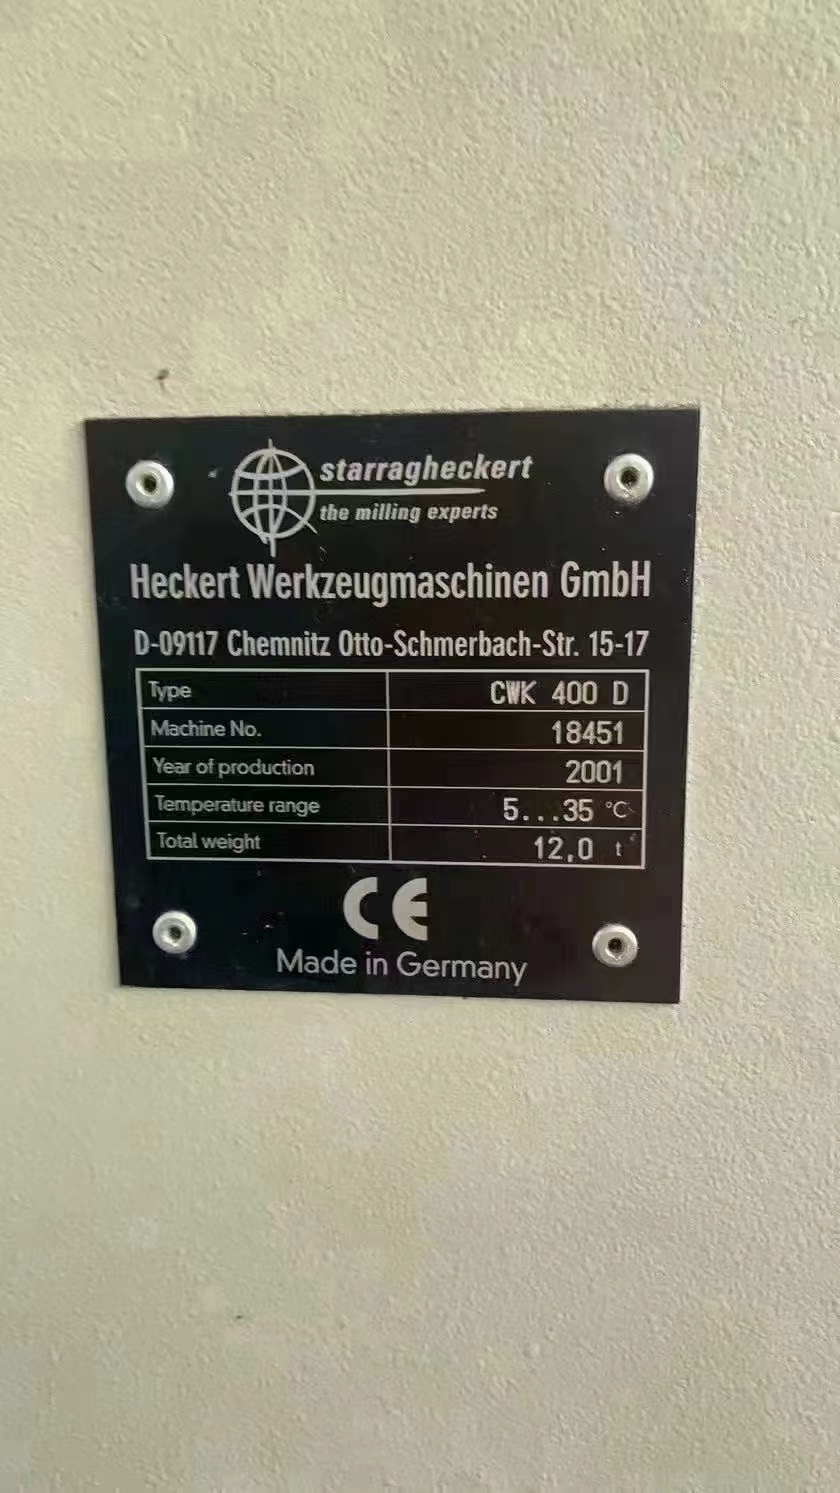 starragheckert
the milling experts
Heckert Werkzeugmaschinen GmbH
D-09117 Chemnitz Otto-Schmerbach-Str. 15-17
Type CWK 400 D
Machine No. 18451
Year of production 2001
Temperature range 5...35 °C
Total weight 12,0 t
CE
Made in Germany